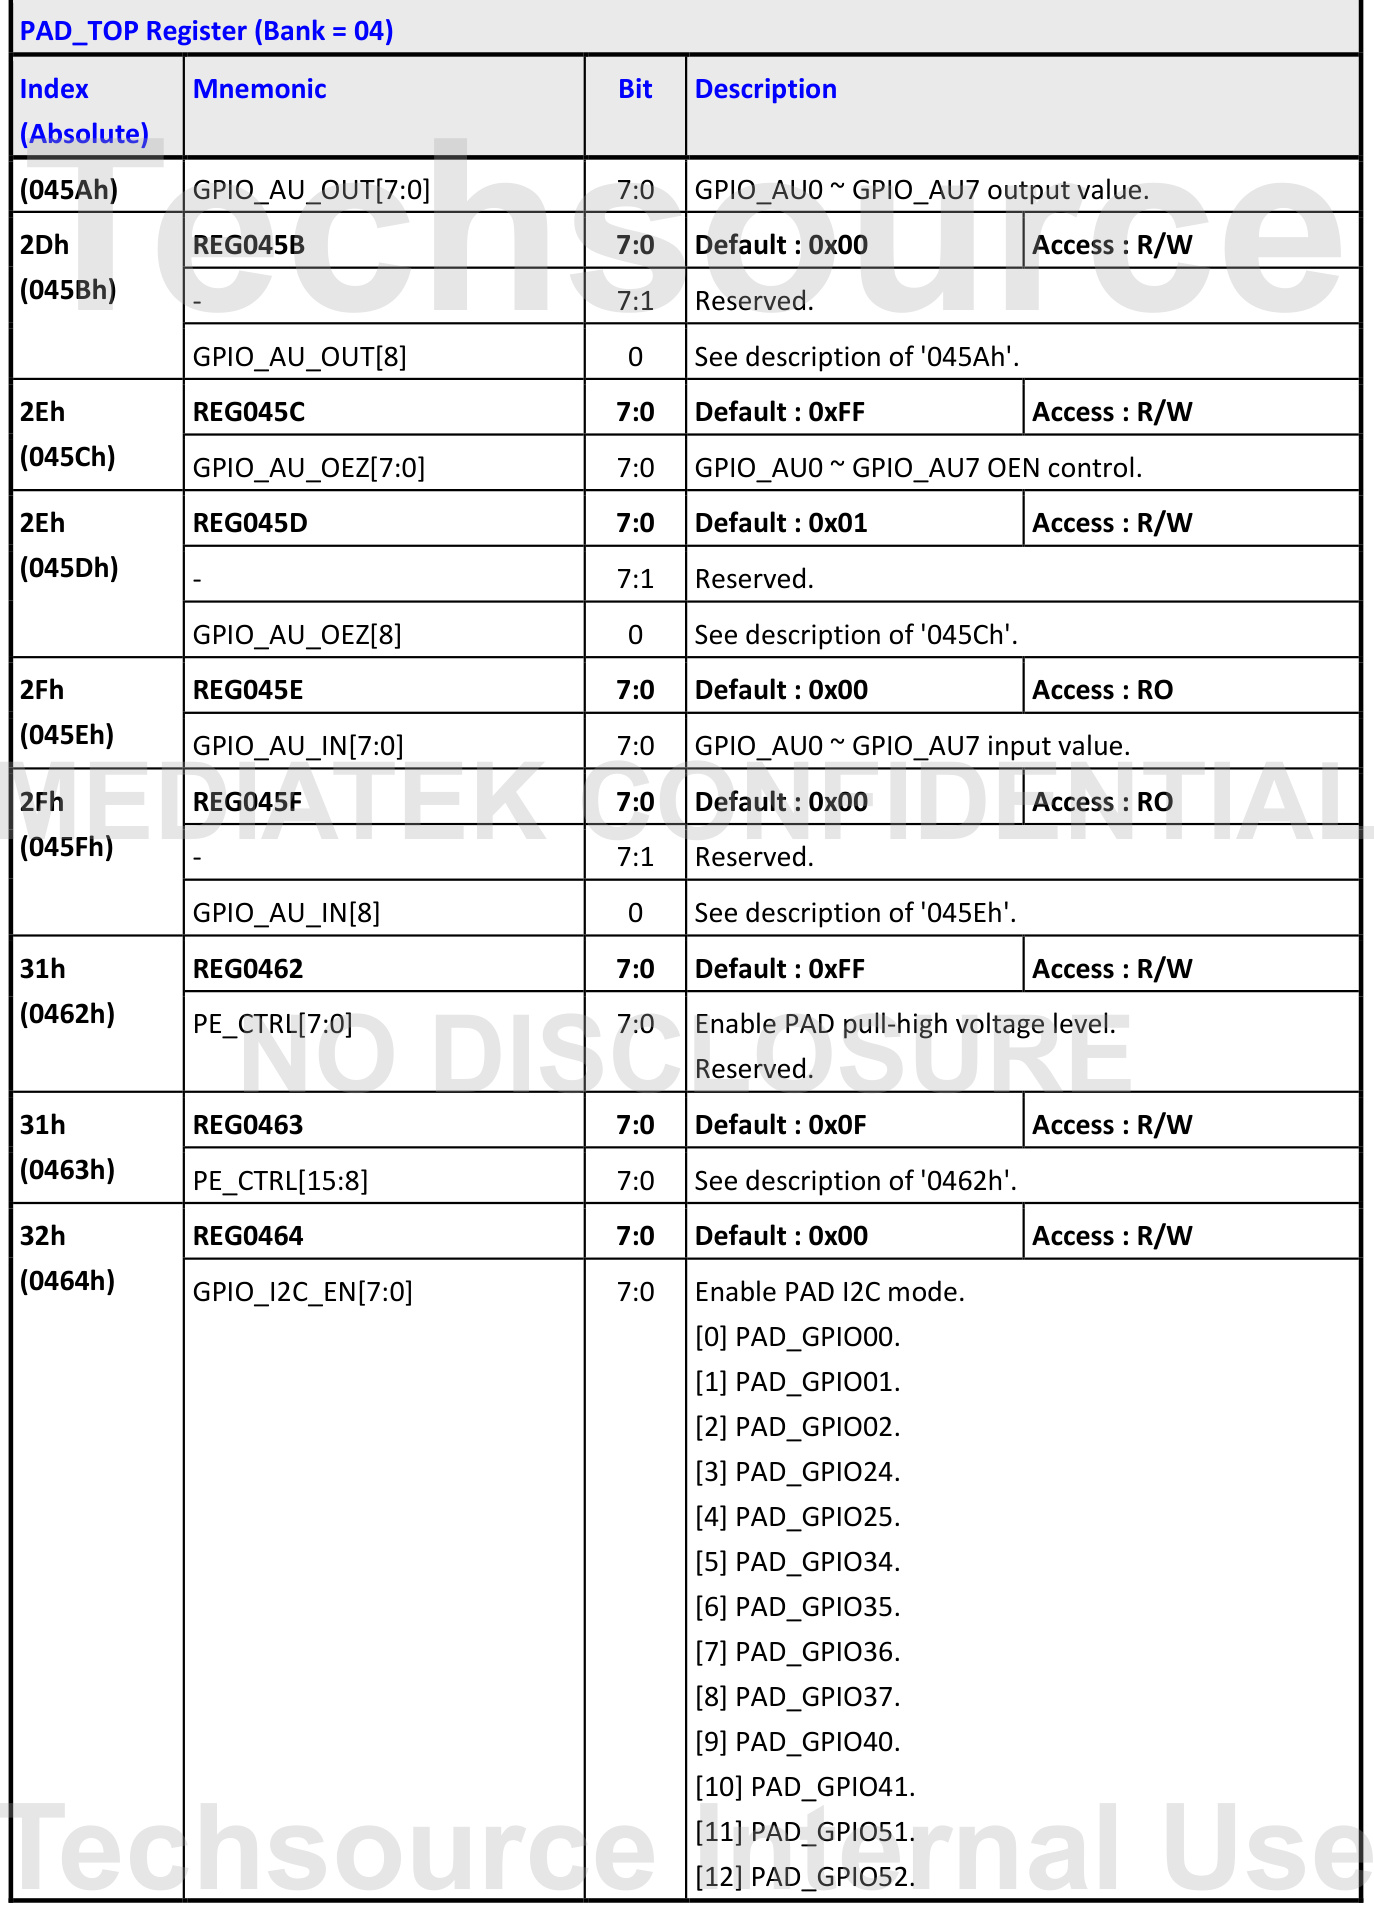 PAD_TOP Register (Bank = 04)
Index (Absolute) Mnemonic Bit Description
(045Ah) GPIO_AU_OUT[7:0] 7:0 GPIO_AU0 ~ GPIO_AU7 output value.
2Dh (045Bh) REG045B 7:0 Default : 0x00 Access : R/W
- 7:1 Reserved.
GPIO_AU_OUT[8] 0 See description of '045Ah'.
2Eh (045Ch) REG045C 7:0 Default : 0xFF Access : R/W
GPIO_AU_OEZ[7:0] 7:0 GPIO_AU0 ~ GPIO_AU7 OEN control.
2Eh (045Dh) REG045D 7:0 Default : 0x01 Access : R/W
- 7:1 Reserved.
GPIO_AU_OEZ[8] 0 See description of '045Ch'.
2Fh (045Eh) REG045E 7:0 Default : 0x00 Access : RO
GPIO_AU_IN[7:0] 7:0 GPIO_AU0 ~ GPIO_AU7 input value.
2Fh (045Fh) REG045F 7:0 Default : 0x00 Access : RO
- 7:1 Reserved.
GPIO_AU_IN[8] 0 See description of '045Eh'.
31h (0462h) REG0462 7:0 Default : 0xFF Access : R/W
PE_CTRL[7:0] 7:0 Enable PAD pull-high voltage level.
Reserved.
31h (0463h) REG0463 7:0 Default : 0x0F Access : R/W
PE_CTRL[15:8] 7:0 See description of '0462h'.
32h (0464h) REG0464 7:0 Default : 0x00 Access : R/W
GPIO_I2C_EN[7:0] 7:0 Enable PAD I2C mode.
[0] PAD_GPIO00.
[1] PAD_GPIO01.
[2] PAD_GPIO02.
[3] PAD_GPIO24.
[4] PAD_GPIO25.
[5] PAD_GPIO34.
[6] PAD_GPIO35.
[7] PAD_GPIO36.
[8] PAD_GPIO37.
[9] PAD_GPIO40.
[10] PAD_GPIO41.
[11] PAD_GPIO51.
[12] PAD_GPIO52.
Techsource
MEDIATEK CONFIDENTIAL
NO DISCLOSURE
Techsource Internal Use